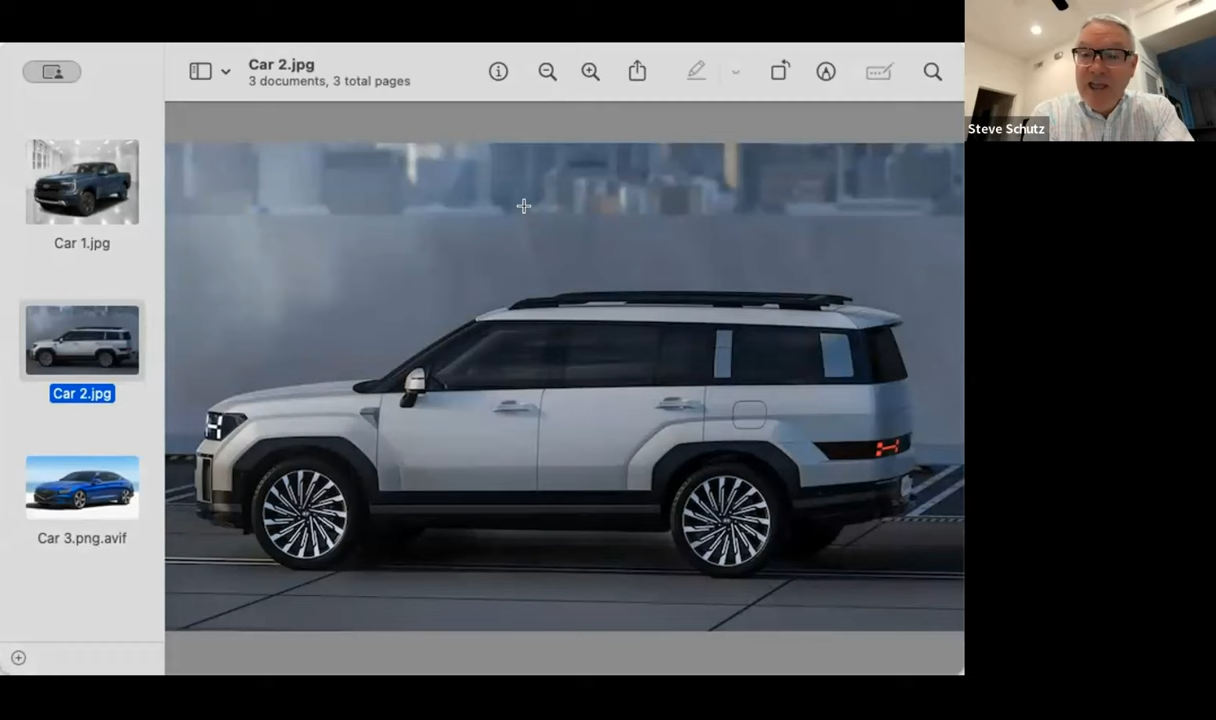 Car 2.jpg
3 documents, 3 total pages
Steve Schutz
Car 1.jpg
Car 2.jpg
Car 3.png.avif